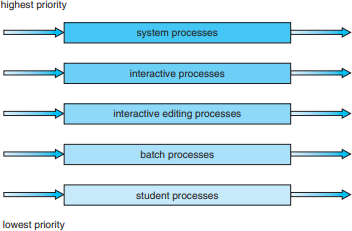 highest priority
system processes
interactive processes
interactive editing processes
batch processes
student processes
lowest priority